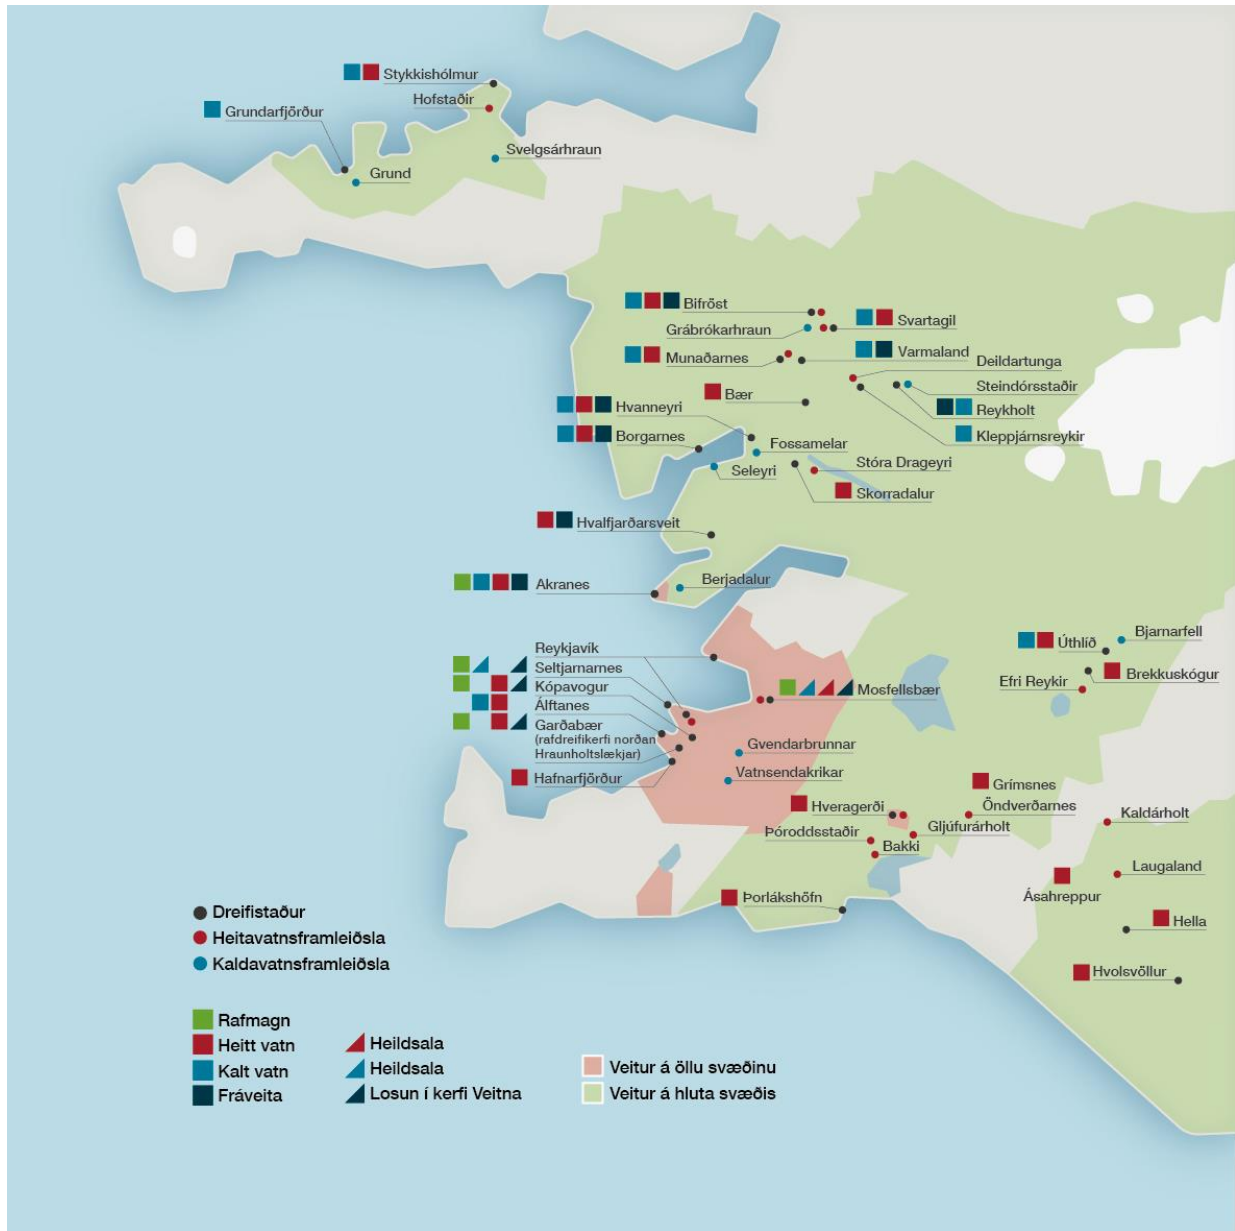 Stykkishólmur
Hofstaðir
Grundarfjörður
Svelgsárhraun
Grund
Bifröst
Svartagil
Grábrókarhraun
Munaðarnes
Varmaland
Deildartunga
Steindórsstaðir
Bær
Reykholt
Hvanneyri
Kleppjárnsreykir
Borgarnes
Fossamelar
Seleyri
Stóra Drageyri
Skorradalur
Hvalfjarðarsveit
Akranes
Berjadalur
Reykjavík
Seltjarnarnes
Kópavogur
Álftanes
Garðabær
(rafdreifikerfi norðan
Hraunholtslækjar)
Hafnarfjörður
Mosfellsbær
Gvendarbrunnar
Vatnsendakrikar
Úthlíð
Bjarnarfell
Brekkuskógur
Efri Reykir
Grímsnes
Öndverðarnes
Hveragerði
Gljúfurárholt
Þóroddsstaðir
Bakki
Kaldárholt
Laugaland
Ásahreppur
Þorlákshöfn
Hella
Hvolsvöllur
Dreifistaður
Heitavatnsframleiðsla
Kaldavatnsframleiðsla
Rafmagn
Heitt vatn
Kalt vatn
Fráveita
Heildsala
Heildsala
Losun í kerfi Veitna
Veitur á öllu svæðinu
Veitur á hluta svæðis